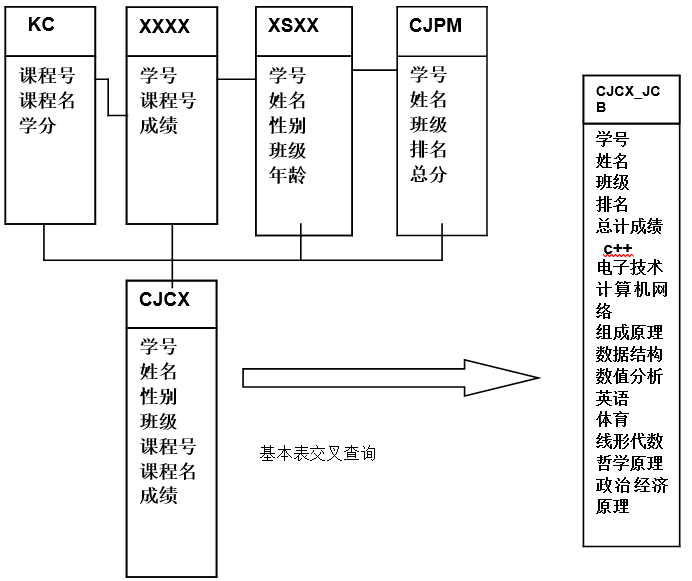 KC
课程号
课程名
学分
XXXX
学号
课程号
成绩
XSXX
学号
姓名
性别
班级
年龄
CJPM
学号
姓名
班级
排名
总分
CJCX
学号
姓名
性别
班级
课程号
课程名
成绩
基本表交叉查询
CJCX_JC
B
学号
姓名
班级
排名
总计成绩
c++
电子技术
计算机网
络
组成原理
数据结构
数值分析
英语
体育
线形代数
哲学原理
政治经济
原理